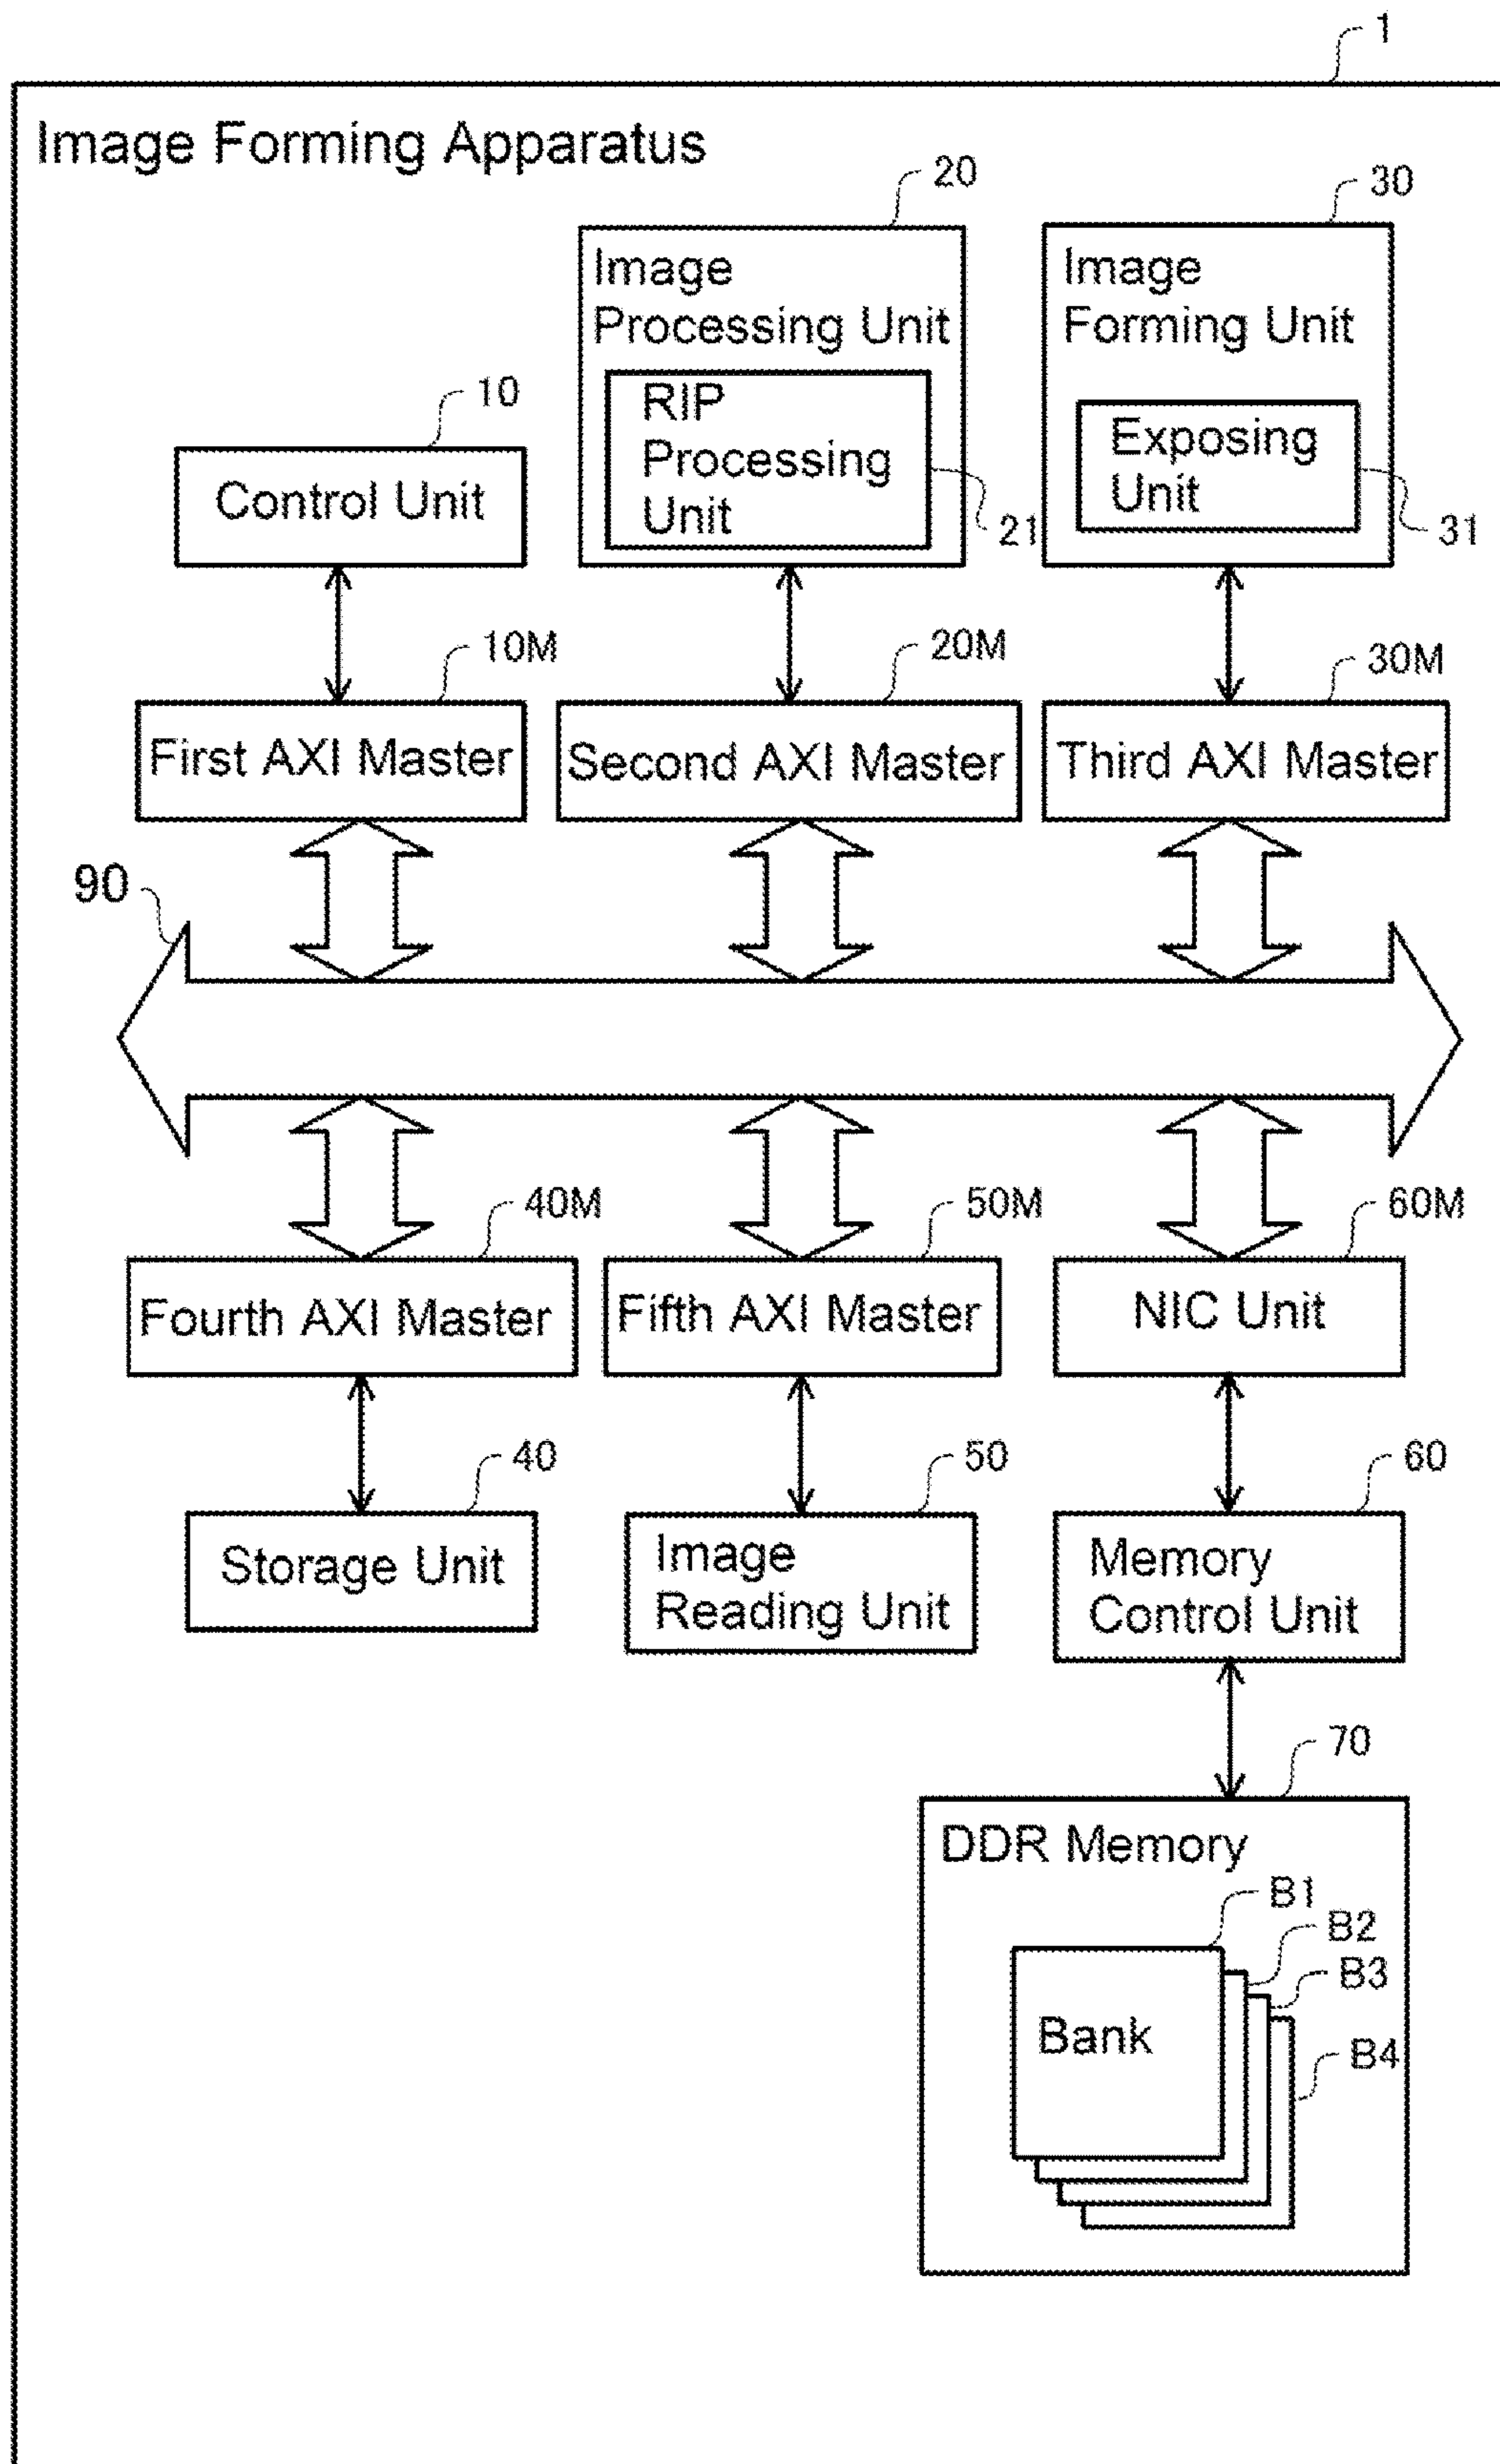 1
Image Forming Apparatus
20
30
Image
Processing Unit
Image
Forming Unit
10
RIP
Processing
Unit
Exposing
Unit
Control Unit
21
31
10M
20M
30M
First AXI Master
Second AXI Master
Third AXI Master
90
40M
50M
60M
Fourth AXI Master
Fifth AXI Master
NIC Unit
40
50
60
Storage Unit
Image
Reading Unit
Memory
Control Unit
70
DDR Memory
B1
B2
B3
Bank
B4